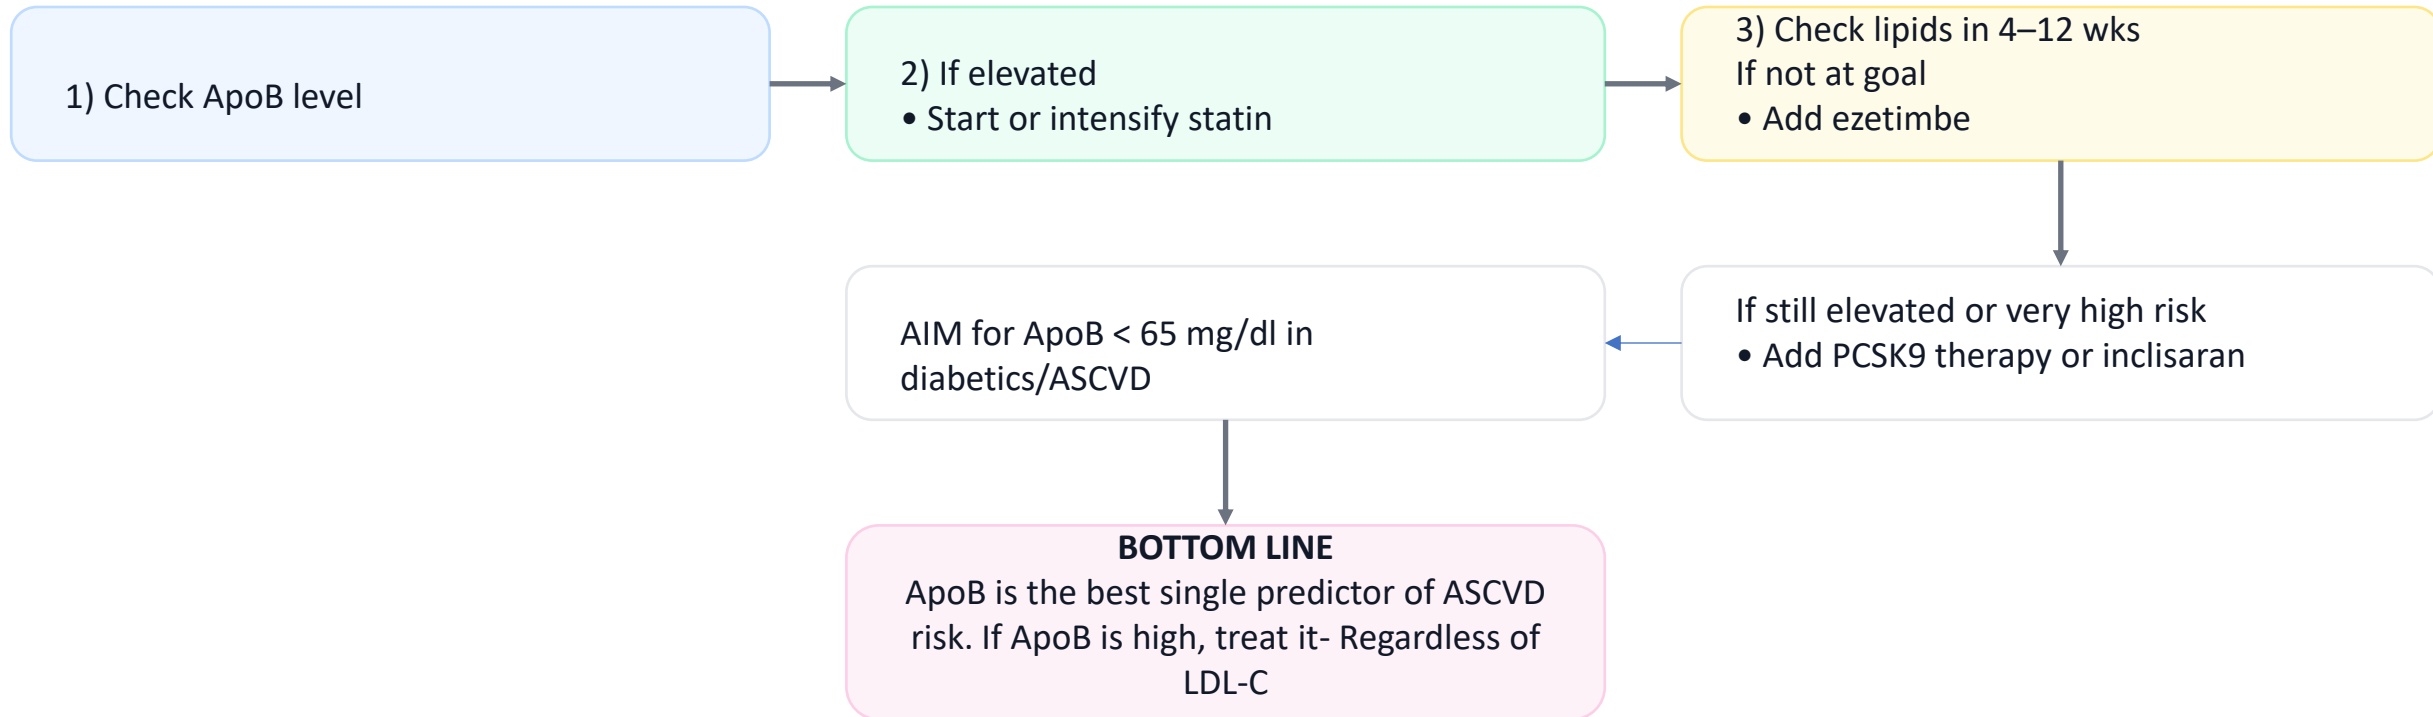 1) Check ApoB level
2) If elevated
• Start or intensify statin
3) Check lipids in 4–12 wks
If not at goal
• Add ezetimbe
If still elevated or very high risk
• Add PCSK9 therapy or inclisaran
AIM for ApoB < 65 mg/dl in
diabetics/ASCVD
BOTTOM LINE
ApoB is the best single predictor of ASCVD
risk. If ApoB is high, treat it- Regardless of
LDL-C